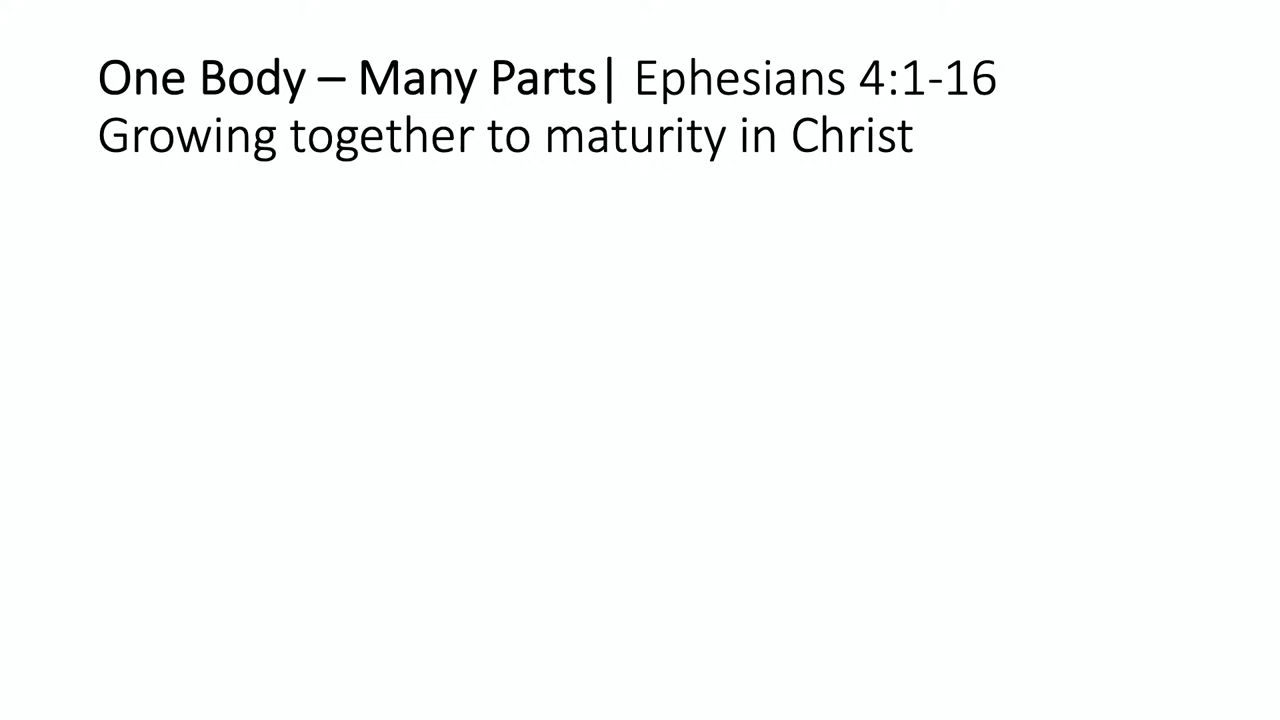 One Body – Many Parts| Ephesians 4:1-16
Growing together to maturity in Christ